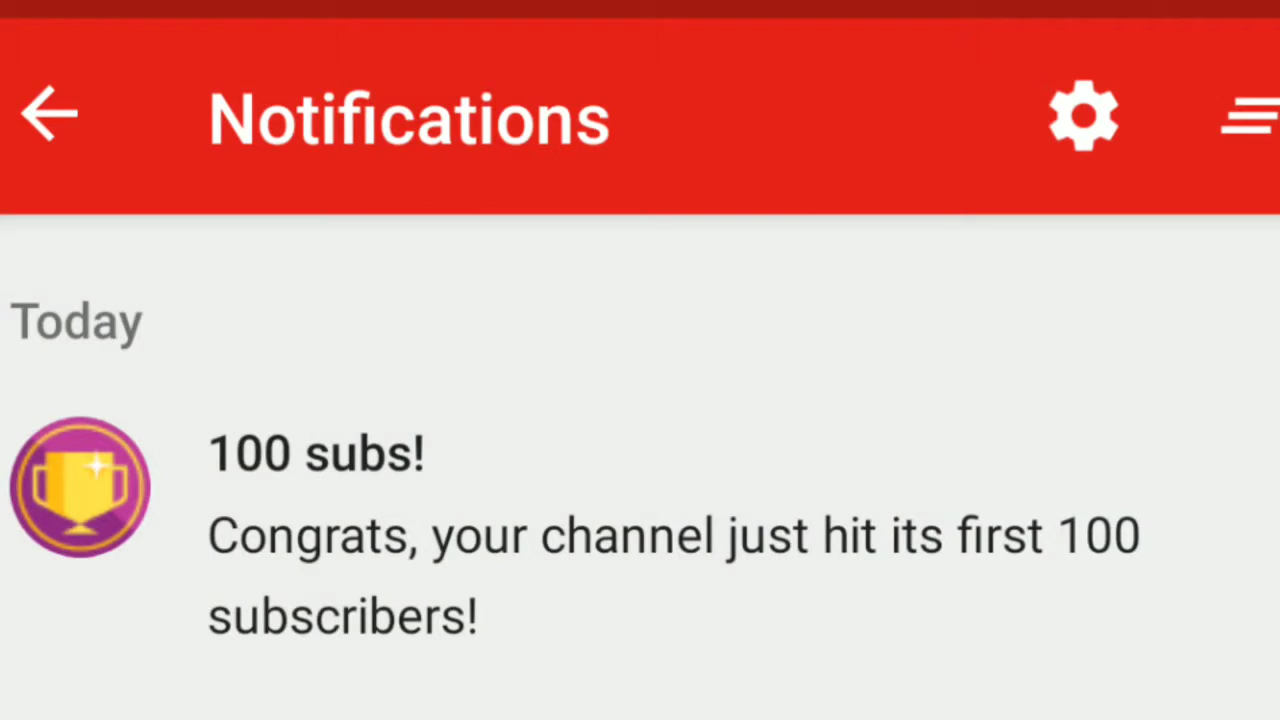 Notifications
Today
100 subs!
Congrats, your channel just hit its first 100
subscribers!